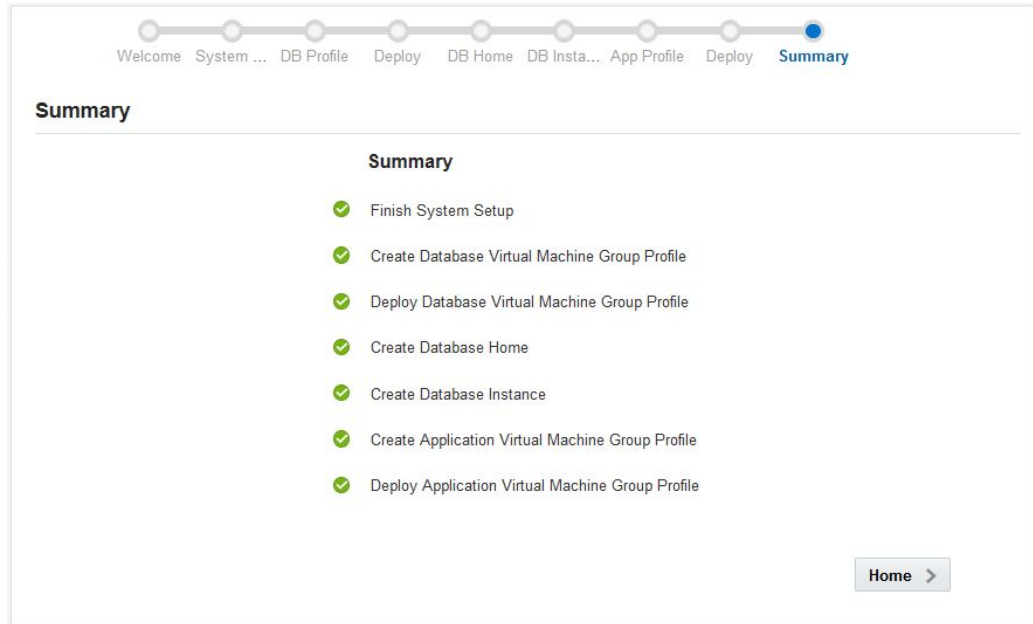 Welcome System ... DB Profile Deploy DB Home DB Insta... App Profile Deploy Summary
Summary
Summary
Finish System Setup
Create Database Virtual Machine Group Profile
Deploy Database Virtual Machine Group Profile
Create Database Home
Create Database Instance
Create Application Virtual Machine Group Profile
Deploy Application Virtual Machine Group Profile
Home